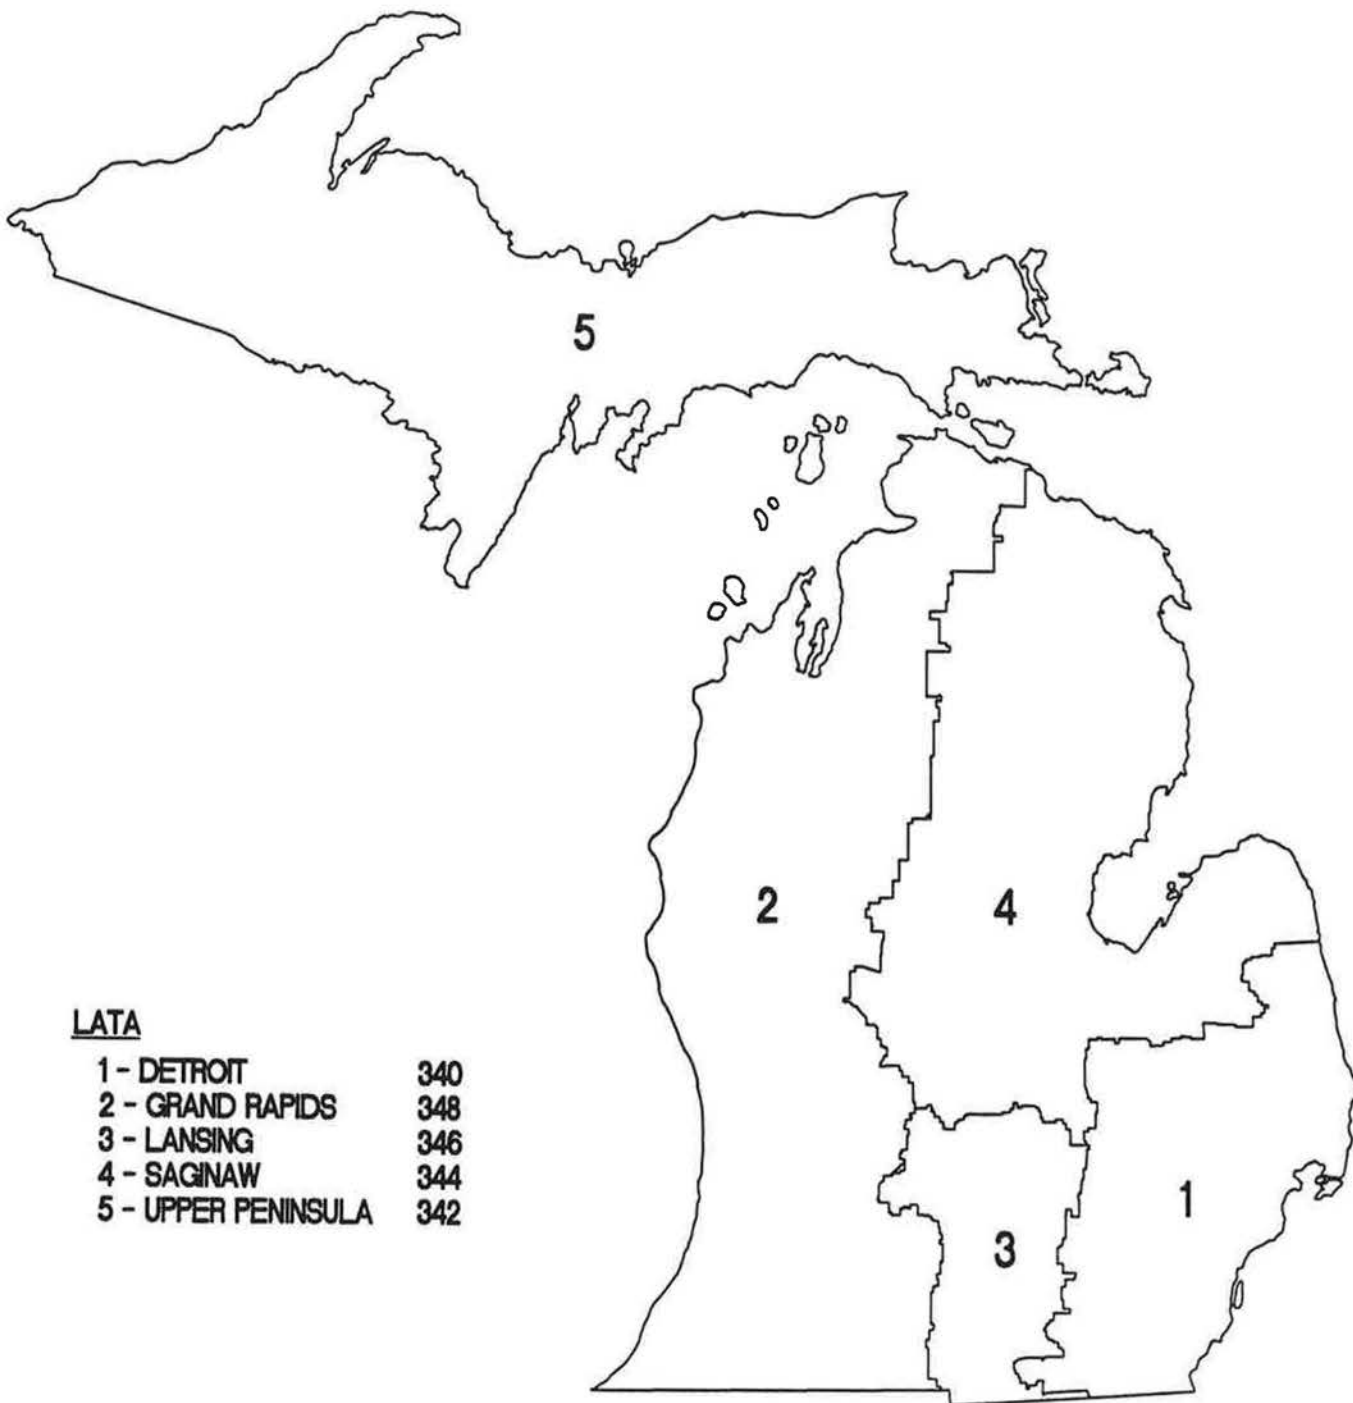 5
2
4
LATA
1 - DETROIT 340
2 - GRAND RAPIDS 348
3 - LANSING 346
4 - SAGINAW 344
5 - UPPER PENINSULA 342
1
3